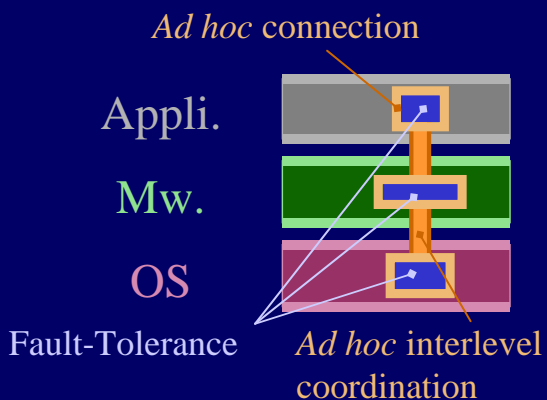 Ad hoc connection
Appli.
Mw.
OS
Fault-Tolerance
Ad hoc interlevel
coordination